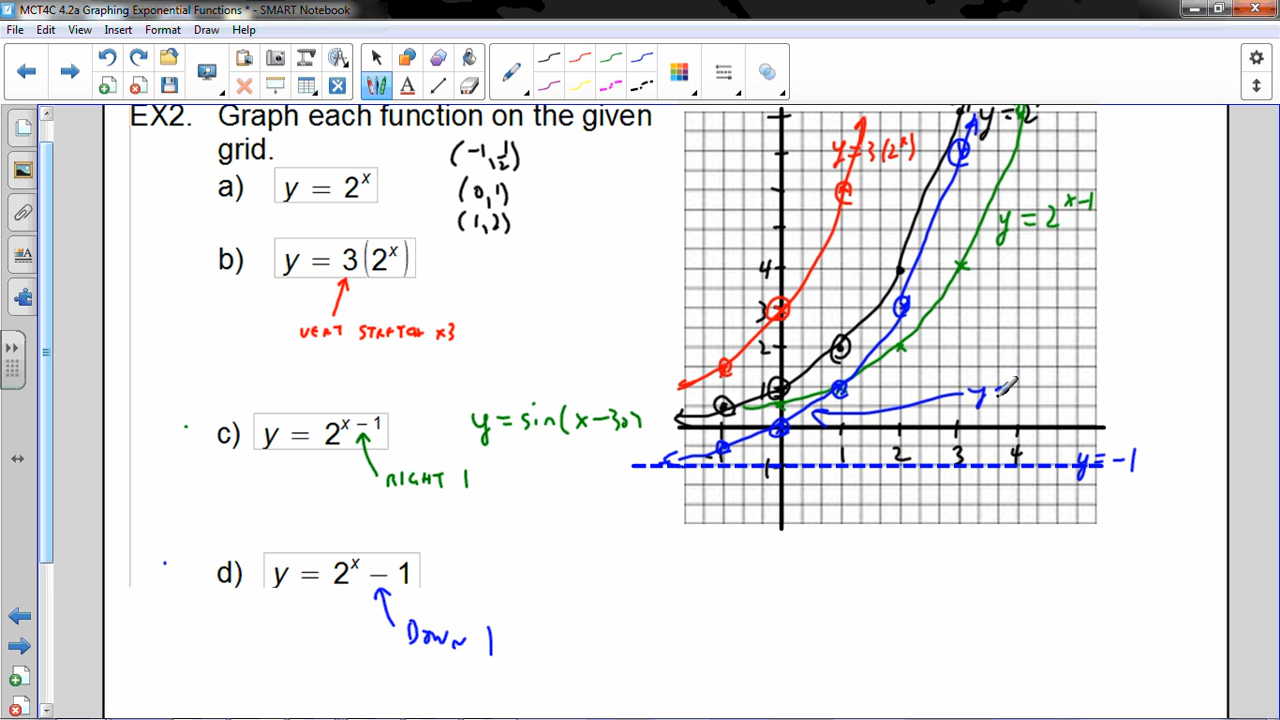 MCT4C 4.2a Graphing Exponential Functions * - SMART Notebook
File Edit View Insert Format Draw Help
EX2. Graph each function on the given
grid.
(-1, 1/2)
(0, 1)
(1, 2)
a) y = 2^x
b) y = 3(2^x)
VERT STRETCH x3
c) y = 2^(x - 1)
RIGHT 1
y = sin(x-30)
d) y = 2^x - 1
Down 1
y = 3(2^x)
y = 2
y = 2^(x-1)
4
3
2
1
y =
-1 1 2 3 4
-1
y = -1